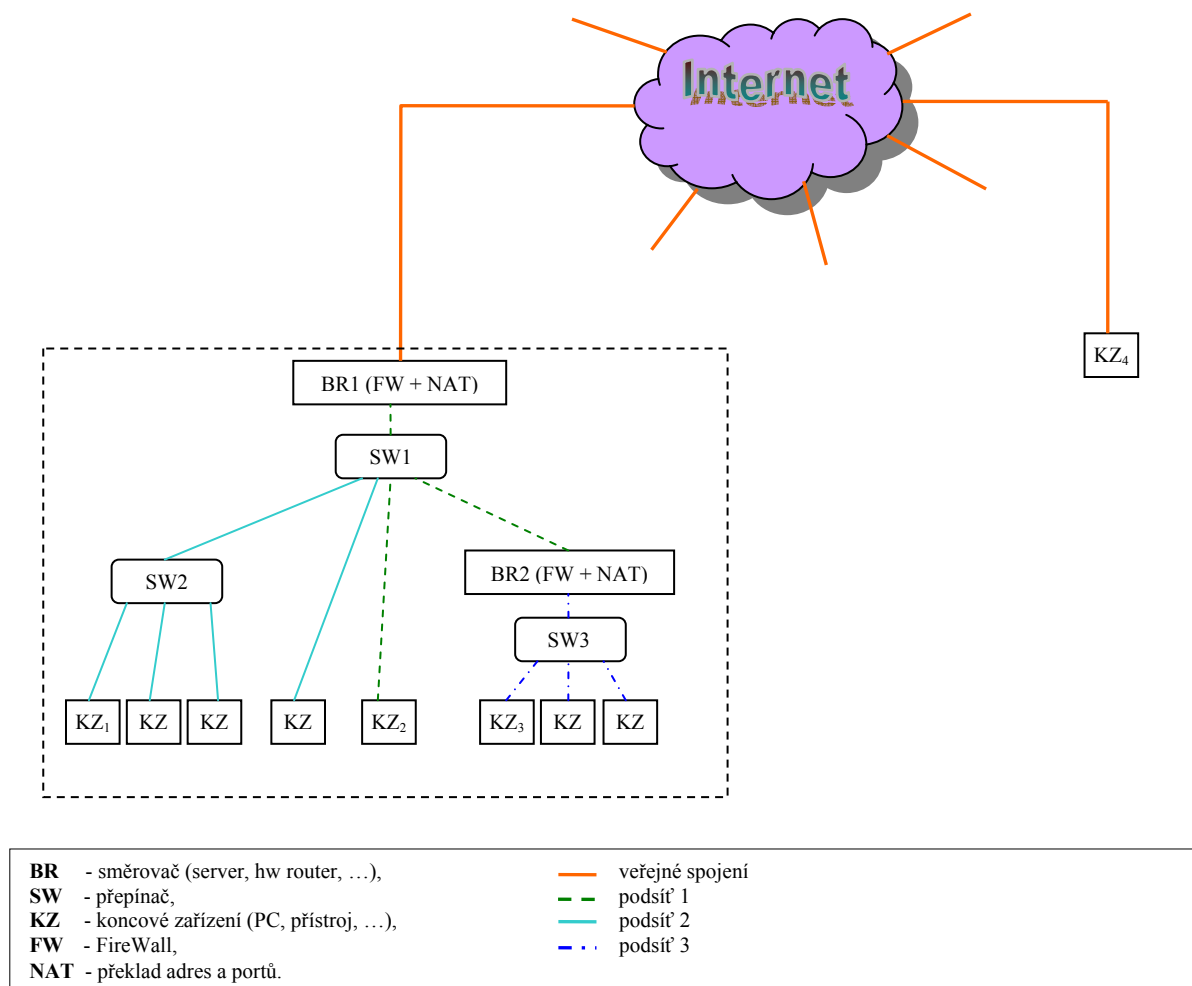 Internet
KZ₄
BR1 (FW + NAT)
SW1
BR2 (FW + NAT)
SW2
SW3
KZ₁ KZ KZ KZ KZ₂ KZ₃ KZ KZ
BR - směrovač (server, hw router, …),
SW - přepínač,
KZ - koncové zařízení (PC, přístroj, …),
FW - FireWall,
NAT - překlad adres a portů.
veřejné spojení
podsíť 1
podsíť 2
podsíť 3